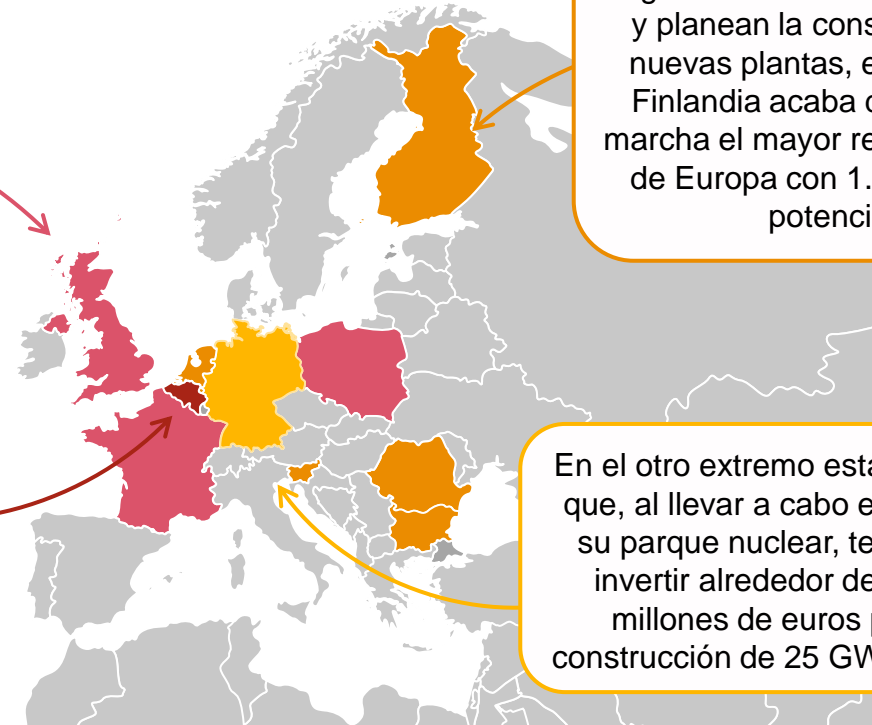 y planean la cons
nuevas plantas, e
Finlandia acaba
marcha el mayor re
de Europa con 1.
potenci
En el otro extremo est
que, al llevar a cabo e
su parque nuclear, te
invertir alrededor de
millones de euros
construcción de 25 GW